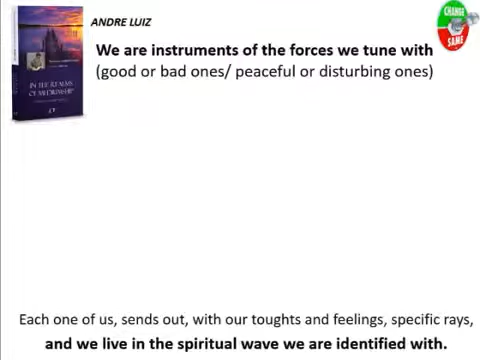 ANDRE LUIZ
We are instruments of the forces we tune with
(good or bad ones/ peaceful or disturbing ones)
IN THE REALMS
OF MEDIUMSHIP
CHANGE
SAME
Each one of us, sends out, with our toughts and feelings, specific rays,
and we live in the spiritual wave we are identified with.